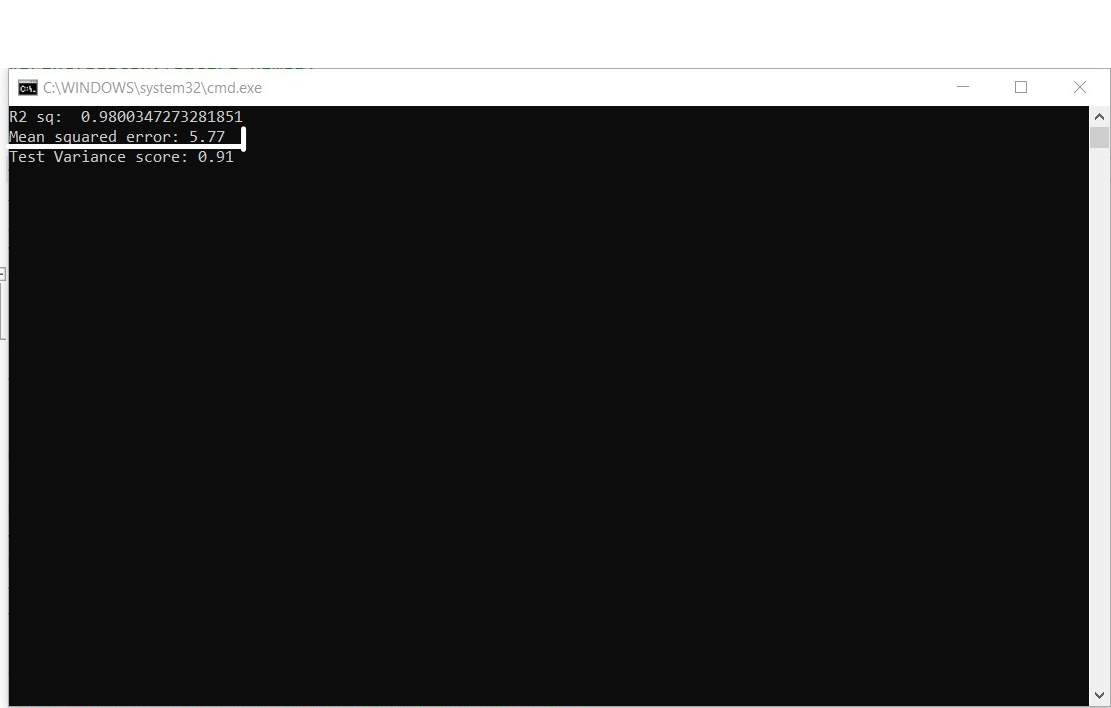 C:\WINDOWS\system32\cmd.exe
R2 sq:  0.9800347273281851
Mean squared error: 5.77
Test Variance score: 0.91